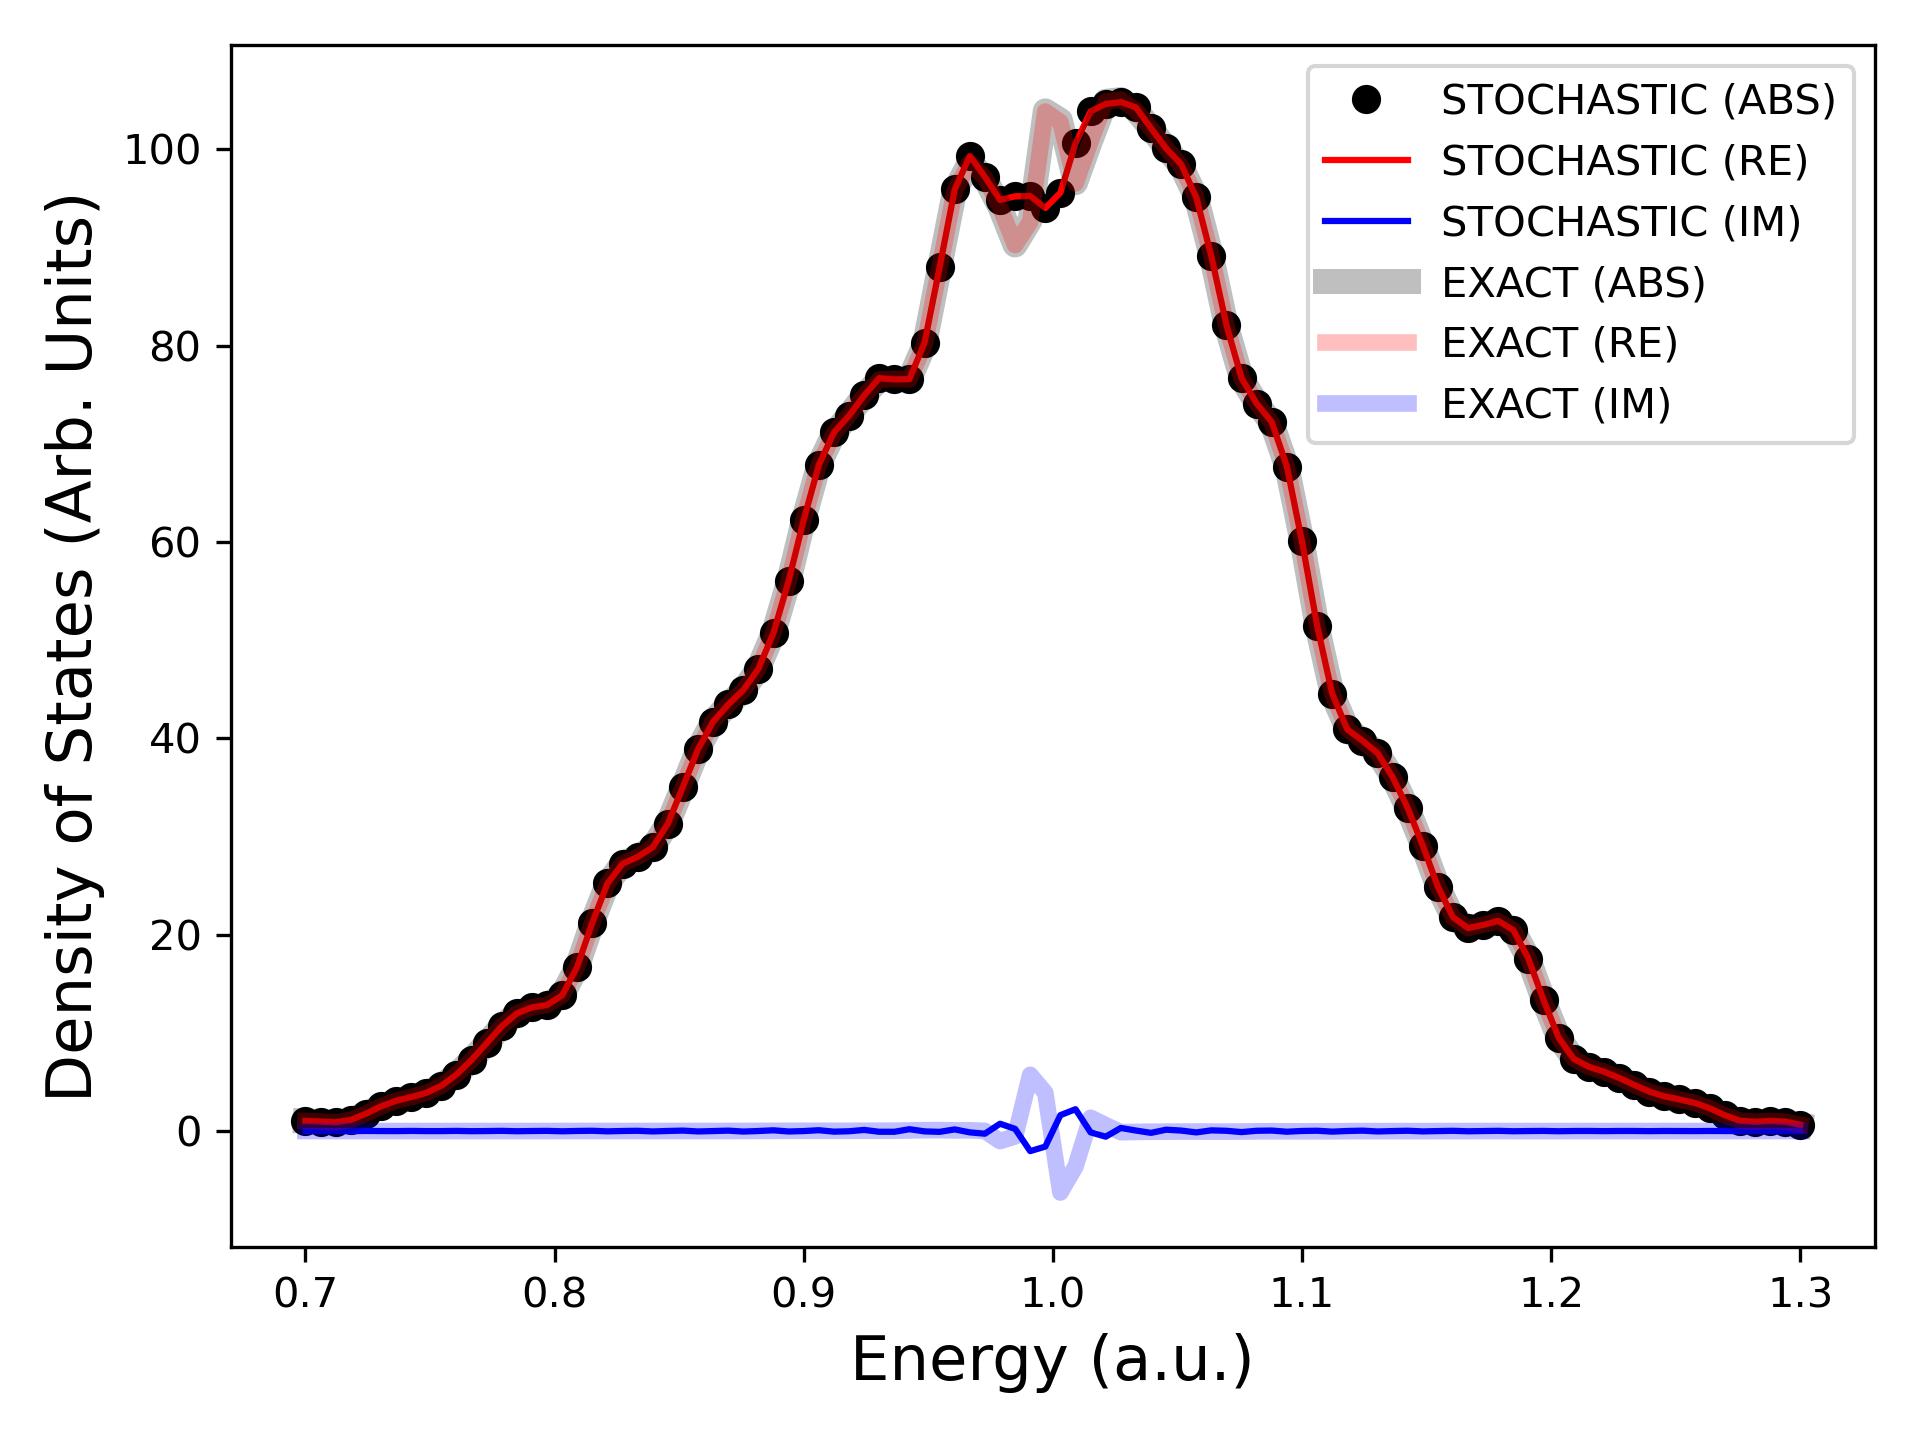 Density of States (Arb. Units)
100
80
60
40
20
0
STOCHASTIC (ABS)
STOCHASTIC (RE)
STOCHASTIC (IM)
EXACT (ABS)
EXACT (RE)
EXACT (IM)
0.7 0.8 0.9 1.0 1.1 1.2 1.3
Energy (a.u.)